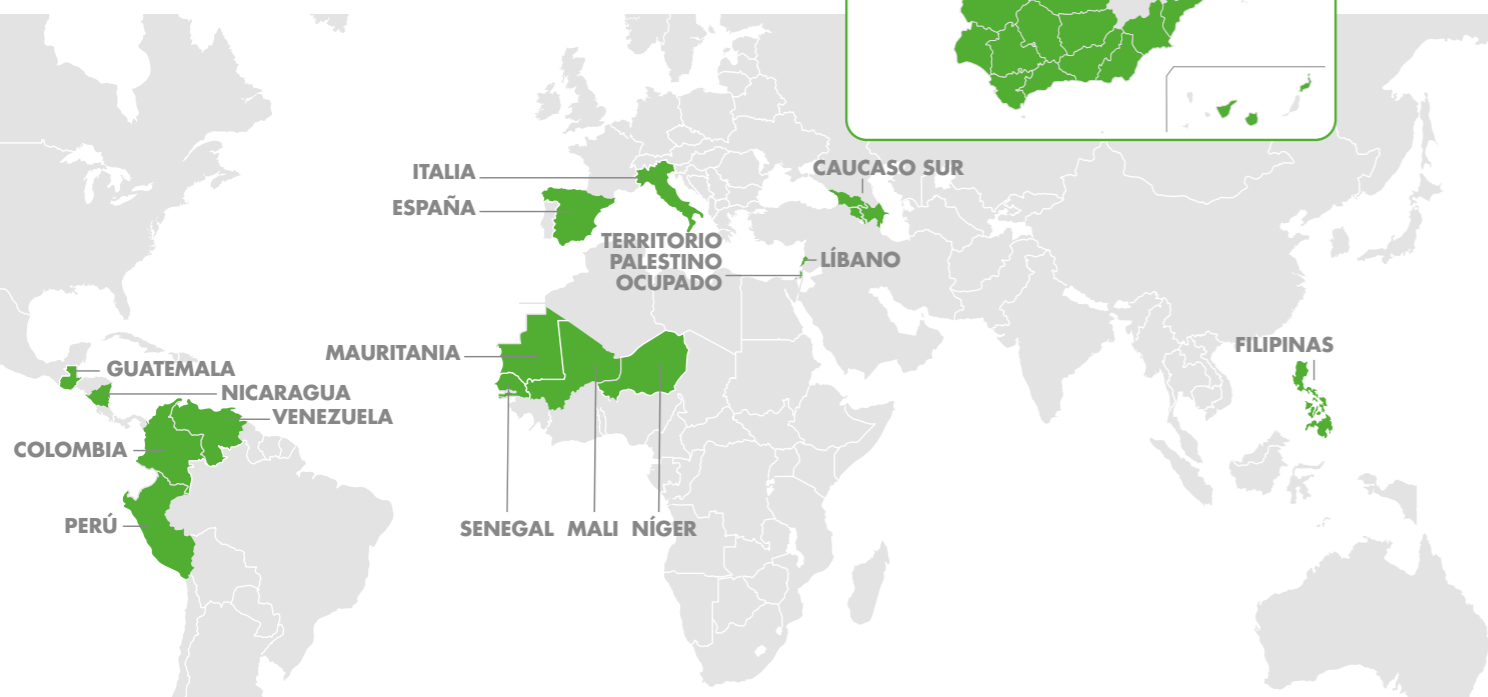 ITALIA
CAUCASO SUR
ESPAÑA
TERRITORIO
PALESTINO
OCUPADO
LÍBANO
FILIPINAS
MAURITANIA
GUATEMALA
NICARAGUA
VENEZUELA
COLOMBIA
PERÚ
SENEGAL
MALI
NÍGER